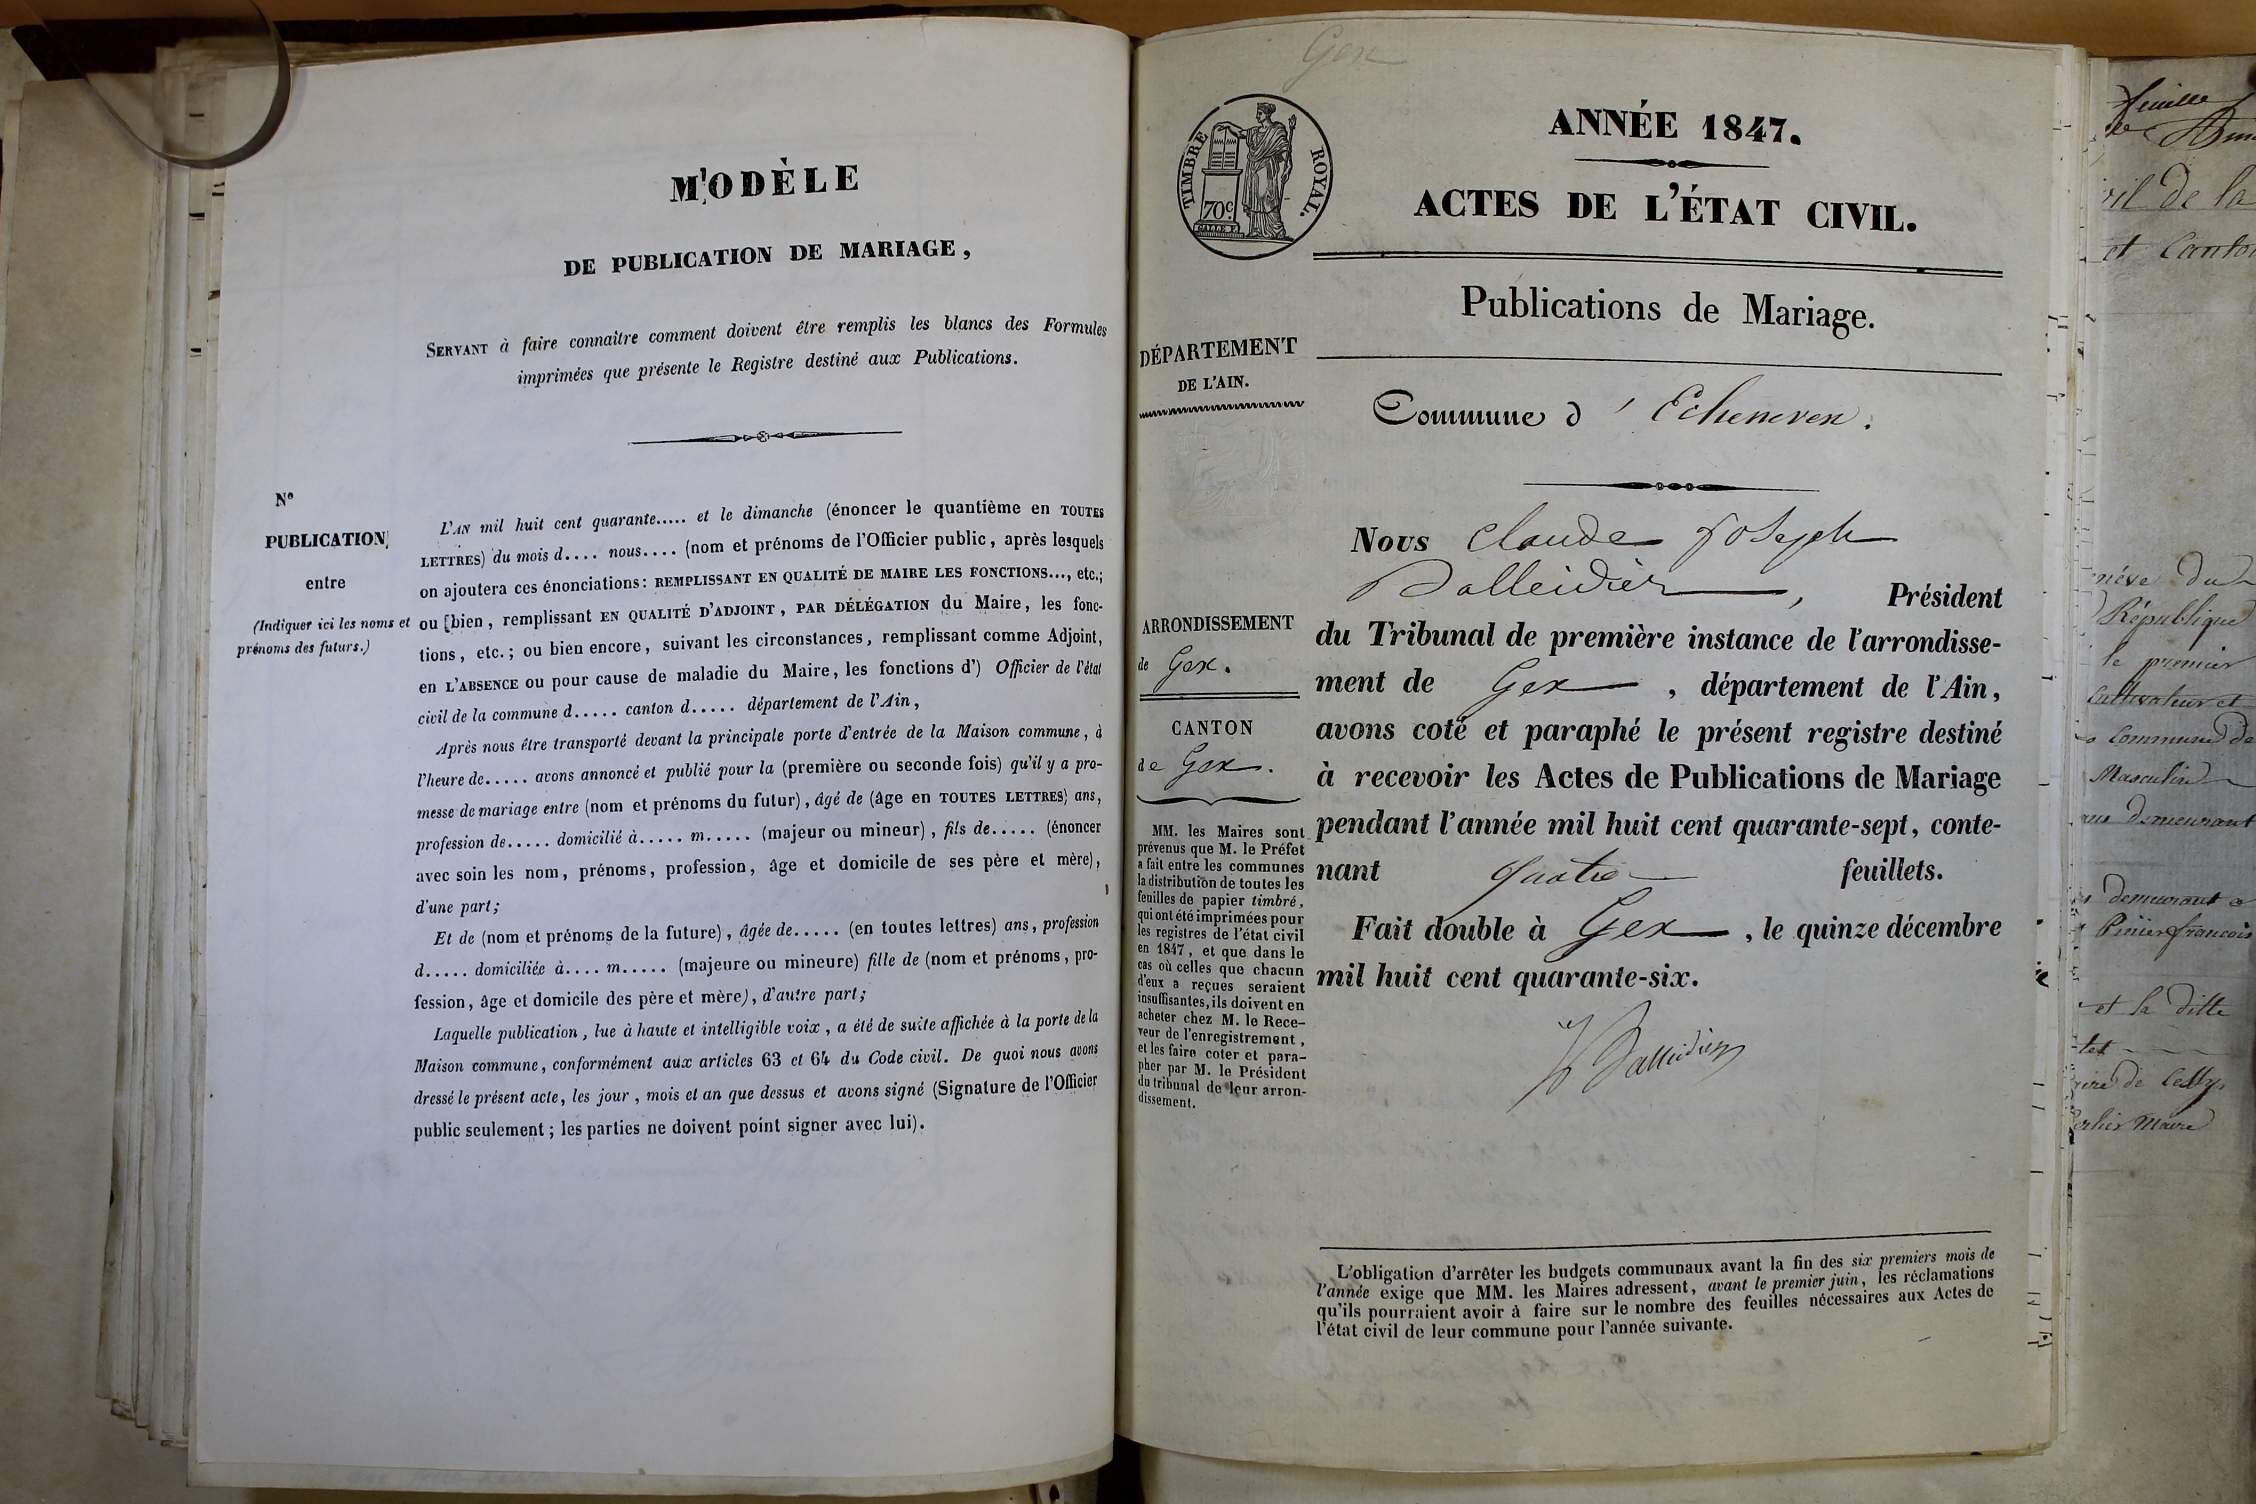 MODÈLE
DE PUBLICATION DE MARIAGE,
SERVANT à faire connaître comment doivent être remplis les blancs des Formules
imprimées que présente le Registre destiné aux Publications.
N°
PUBLICATION
entre
(Indiquer ici les noms et
prénoms des futurs.)
L'AN mil huit cent quarante..... et le dimanche (énoncer le quantième en TOUTES
LETTRES) du mois d.... nous.... (nom et prénoms de l'Officier public, après lesquels
on ajoutera ces énonciations: REMPLISSANT EN QUALITÉ DE MAIRE LES FONCTIONS..., etc.;
ou [bien, remplissant EN QUALITÉ D'ADJOINT, PAR DÉLÉGATION du Maire, les fonc-
tions, etc.; ou bien encore, suivant les circonstances, remplissant comme Adjoint,
en L'ABSENCE ou pour cause de maladie du Maire, les fonctions d') Officier de l'état
civil de la commune d..... canton d..... département de l'Ain,
Après nous être transporté devant la principale porte d'entrée de la Maison commune, à
l'heure de..... avons annoncé et publié pour la (première ou seconde fois) qu'il y a pro-
messe de mariage entre (nom et prénoms du futur), âgé de (âge en TOUTES LETTRES) ans,
profession de..... domicilié à..... m..... (majeur ou mineur), fils de..... (énoncer
avec soin les nom, prénoms, profession, âge et domicile de ses père et mère),
d'une part;
Et de (nom et prénoms de la future), âgée de..... (en toutes lettres) ans, profession
d..... domiciliée à.... m..... (majeure ou mineure) fille de (nom et prénoms, pro-
fession, âge et domicile des père et mère), d'autre part;
Laquelle publication, lue à haute et intelligible voix, a été de suite affichée à la porte de la
Maison commune, conformément aux articles 63 et 64 du Code civil. De quoi nous avons
dressé le présent acte, les jour, mois et an que dessus et avons signé (Signature de l'Officier
public seulement; les parties ne doivent point signer avec lui).
Gex
TIMBRE ROYAL.
70c.
ANNÉE 1847.
ACTES DE L'ÉTAT CIVIL.
Publications de Mariage.
DÉPARTEMENT
DE L'AIN.
Commune d'Echenevex.
ARRONDISSEMENT
de Gex.
CANTON
de Gex.
MM. les Maires sont
prévenus que M. le Préfet
a fait entre les communes
la distribution de toutes les
feuilles de papier timbré,
qui ont été imprimées pour
les registres de l'état civil
en 1847, et que dans le
cas où celles que chacun
d'eux a reçues seraient
insuffisantes, ils doivent en
acheter chez M. le Rece-
veur de l'enregistrement,
et les faire coter et para-
pher par M. le Président
du tribunal de leur arron-
dissement.
Nous Claude Joseph
Balleidier, Président
du Tribunal de première instance de l'arrondisse-
ment de Gex, département de l'Ain,
avons coté et paraphé le présent registre destiné
à recevoir les Actes de Publications de Mariage
pendant l'année mil huit cent quarante-sept, conte-
nant quatre feuillets.
Fait double à Gex, le quinze décembre
mil huit cent quarante-six.
Balleidier
L'obligation d'arrêter les budgets communaux avant la fin des six premiers mois de
l'année exige que MM. les Maires adressent, avant le premier juin, les réclamations
qu'ils pourraient avoir à faire sur le nombre des feuilles nécessaires aux Actes de
l'état civil de leur commune pour l'année suivante.
de la
et Canton
République
le premier
Cultivateur et
Commune de
Masculin
demeurant
demeurant a
François
et la ditte
de Cessy
Maire